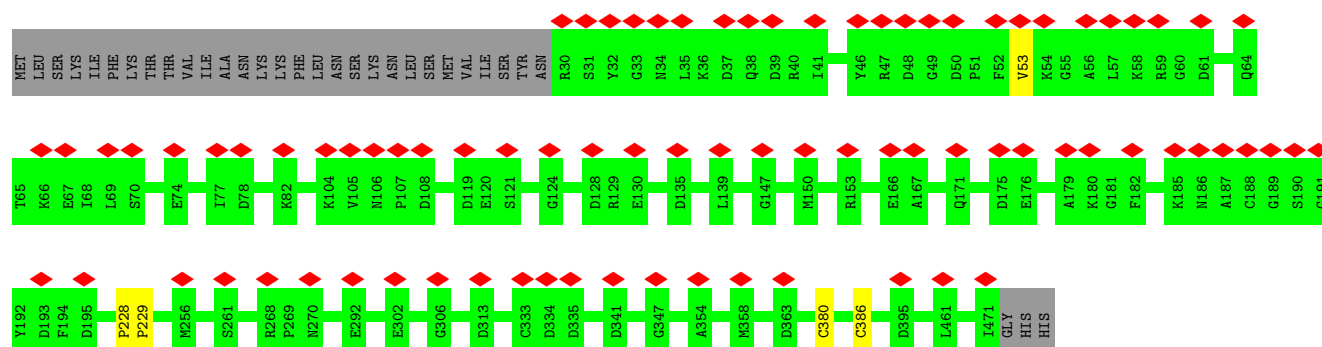 MET LEU SER LYS ILE PHE LYS THR THR VAL ILE ALA ASN LYS LYS PHE LEU ASN SER LYS ASN LEU SER MET VAL ILE SER TYR ASN R30 S31 Y32 G33 N34 L35 K36 D37 Q38 D39 R40 I41 Y46 R47 D48 G49 D50 P51 F52 V53 K54 G55 A56 L57 K58 R59 G60 D61 Q64
T65 K66 E67 I68 L69 S70 E74 I77 D78 K82 K104 V105 N106 P107 D108 D119 E120 S121 G124 D128 R129 E130 D135 L139 G147 M150 R153 E166 A167 Q171 D175 E176 A179 K180 G181 F182 K185 N186 A187 C188 G189 S190 G191
Y192 D193 F194 D195 P228 P229 M256 S261 R268 P269 N270 E292 E302 G306 D313 C333 D334 D335 D341 G347 A354 M358 D363 C380 C386 D395 L461 I471 GLY HIS HIS